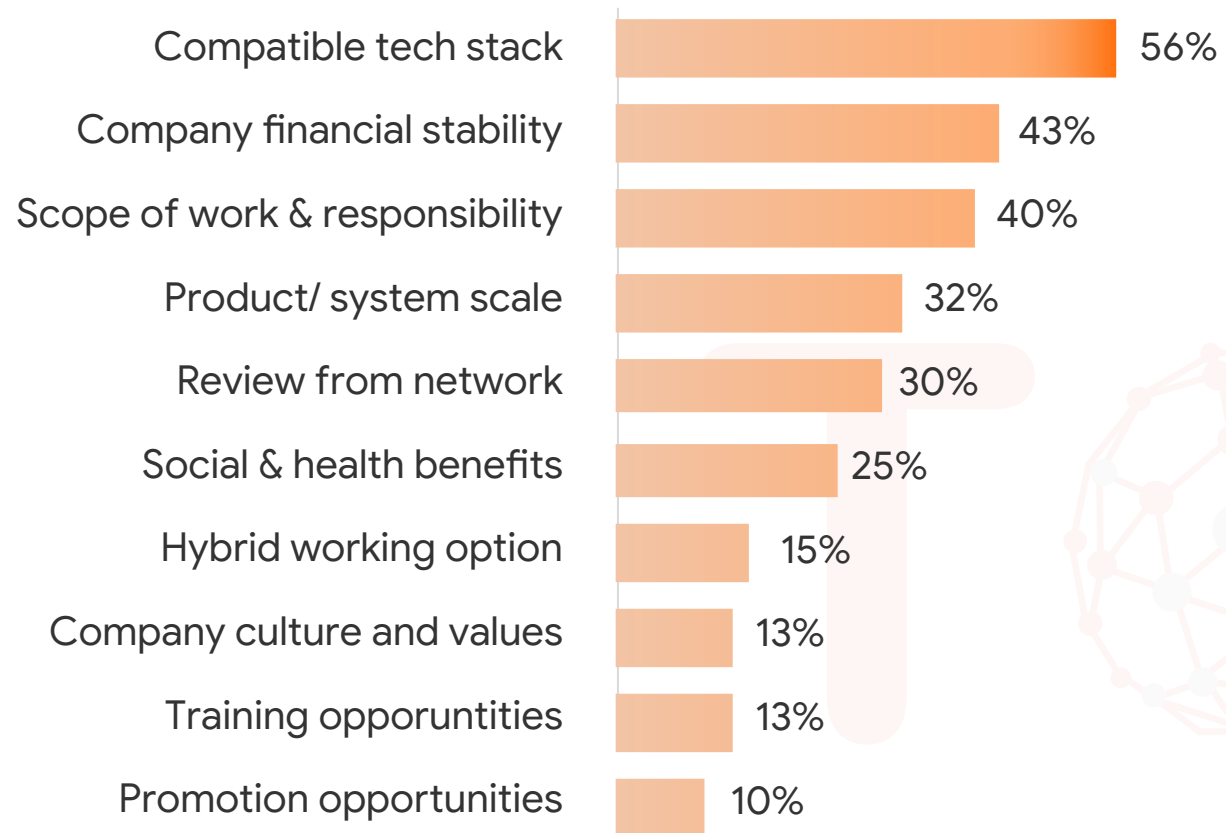 Compatible tech stack 56%
Company financial stability 43%
Scope of work & responsibility 40%
Product/ system scale 32%
Review from network 30%
Social & health benefits 25%
Hybrid working option 15%
Company culture and values 13%
Training opporuntities 13%
Promotion opportunities 10%